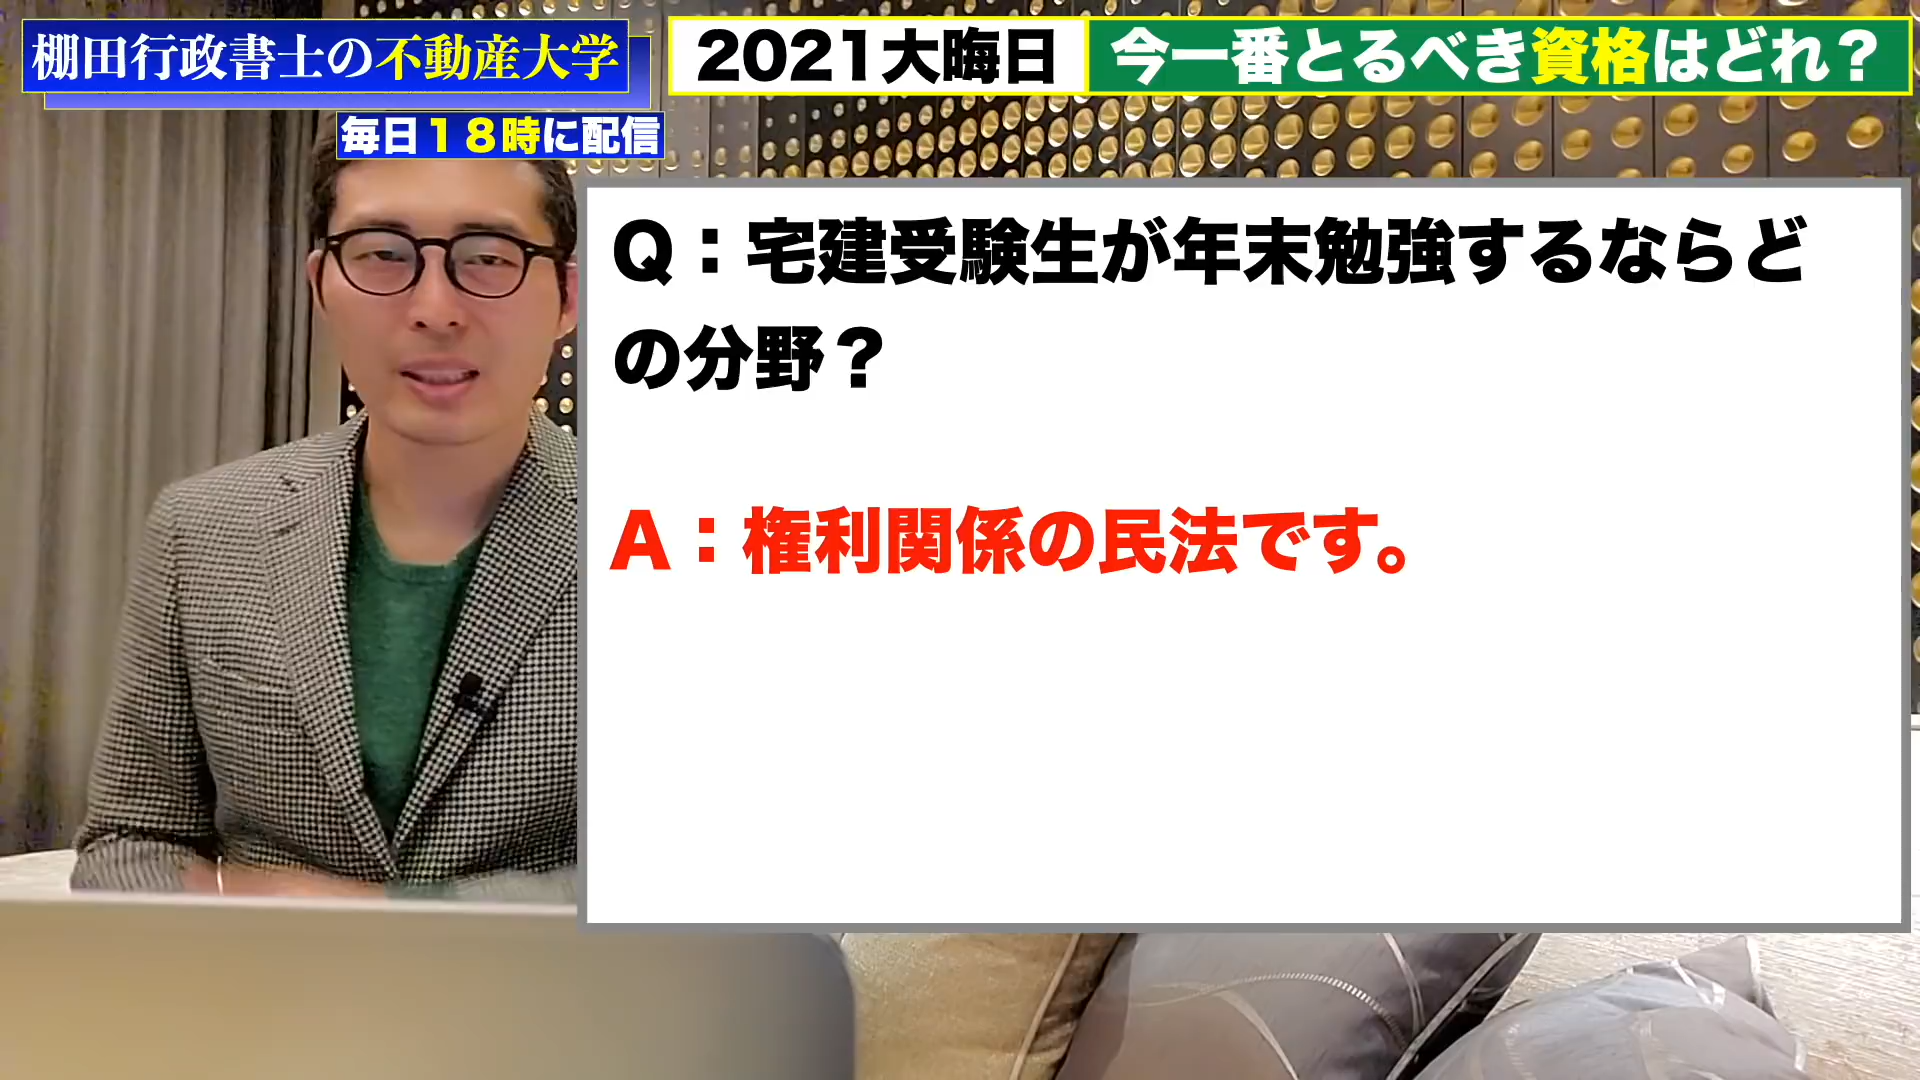 棚田行政書士の不動産大学
毎日18時に配信
2021大晦日
今一番とるべき資格はどれ？
Q：宅建受験生が年末勉強するならど
の分野？
A：権利関係の民法です。